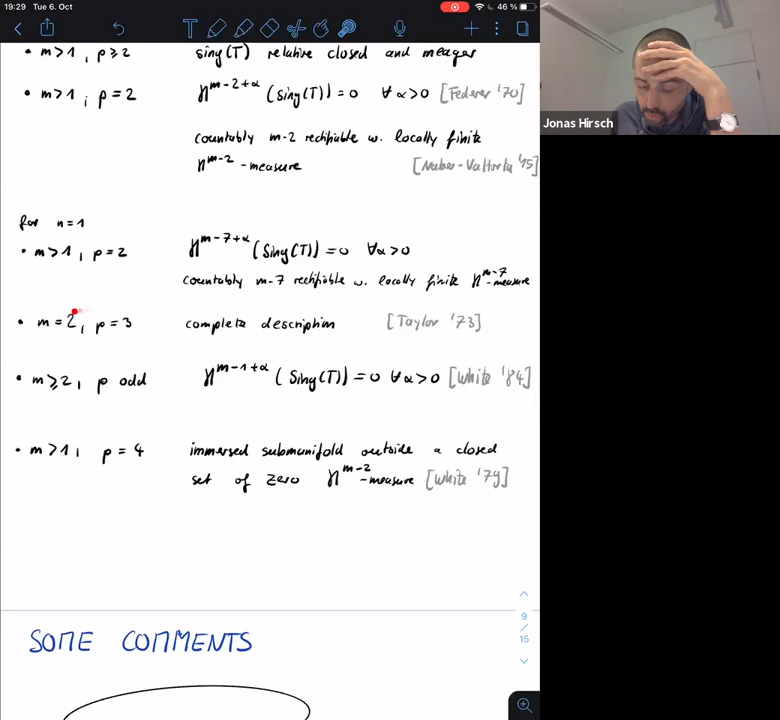 19:29 Tue 6. Oct
46 %
• m>1, p≥2 sing(T) relative closed and meager
• m>1, p=2 H^{m-2+α}(Sing(T))=0 ∀α>0 [Federer '70]
countably m-2 rectifiable w. locally finite
H^{m-2}-measure [Naber-Valtorta '15]
for n=1
• m>1, p=2 H^{m-7+α}(Sing(T))=0 ∀α>0
countably m-7 rectifiable w. locally finite H^{m-7}-measure
• m=2, p=3 complete description [Taylor '73]
• m≥2, p odd H^{m-1+α}(Sing(T))=0 ∀α>0 [White '84]
• m>1, p=4 immersed submanifold outside a closed
set of zero H^{m-2}-measure [White '79]
9
/
15
SOME COMMENTS
Jonas Hirsch